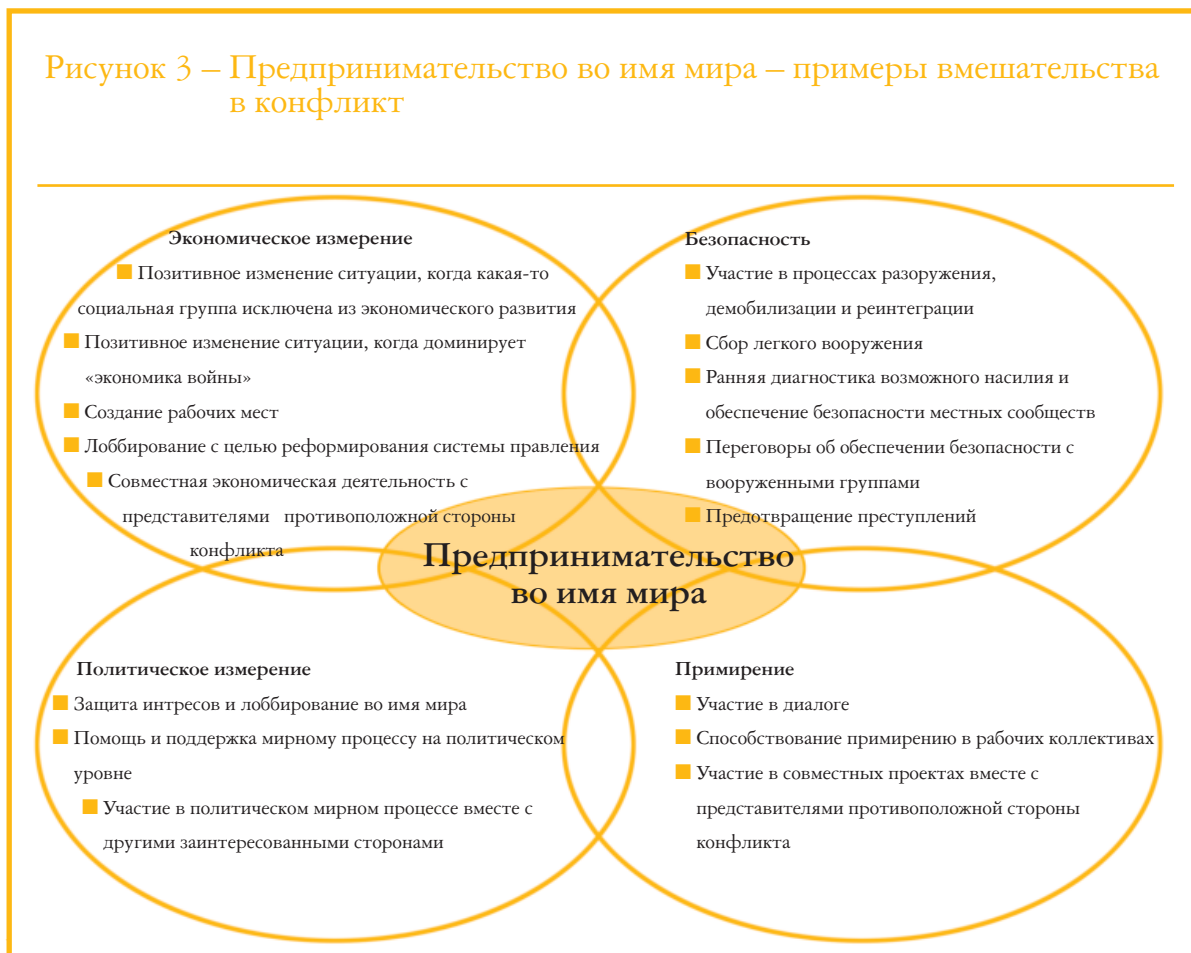 Рисунок 3 – Предпринимательство во имя мира – примеры вмешательства
в конфликт
Экономическое измерение
Позитивное изменение ситуации, когда какая-то
социальная группа исключена из экономического развития
Позитивное изменение ситуации, когда доминирует
«экономика войны»
Создание рабочих мест
Лоббирование с целью реформирования системы правления
Совместная экономическая деятельность с
представителями противоположной стороны
конфликта
Безопасность
Участие в процессах разоружения,
демобилизации и реинтеграции
Сбор легкого вооружения
Ранняя диагностика возможного насилия и
обеспечение безопасности местных сообществ
Переговоры об обеспечении безопасности с
вооруженными группами
Предотвращение преступлений
Предпринимательство
во имя мира
Политическое измерение
Защита интресов и лоббирование во имя мира
Помощь и поддержка мирному процессу на политическом
уровне
Участие в политическом мирном процессе вместе с
другими заинтересованными сторонами
Примирение
Участие в диалоге
Способствование примирению в рабочих коллективах
Участие в совместных проектах вместе с
представителями противоположной стороны
конфликта